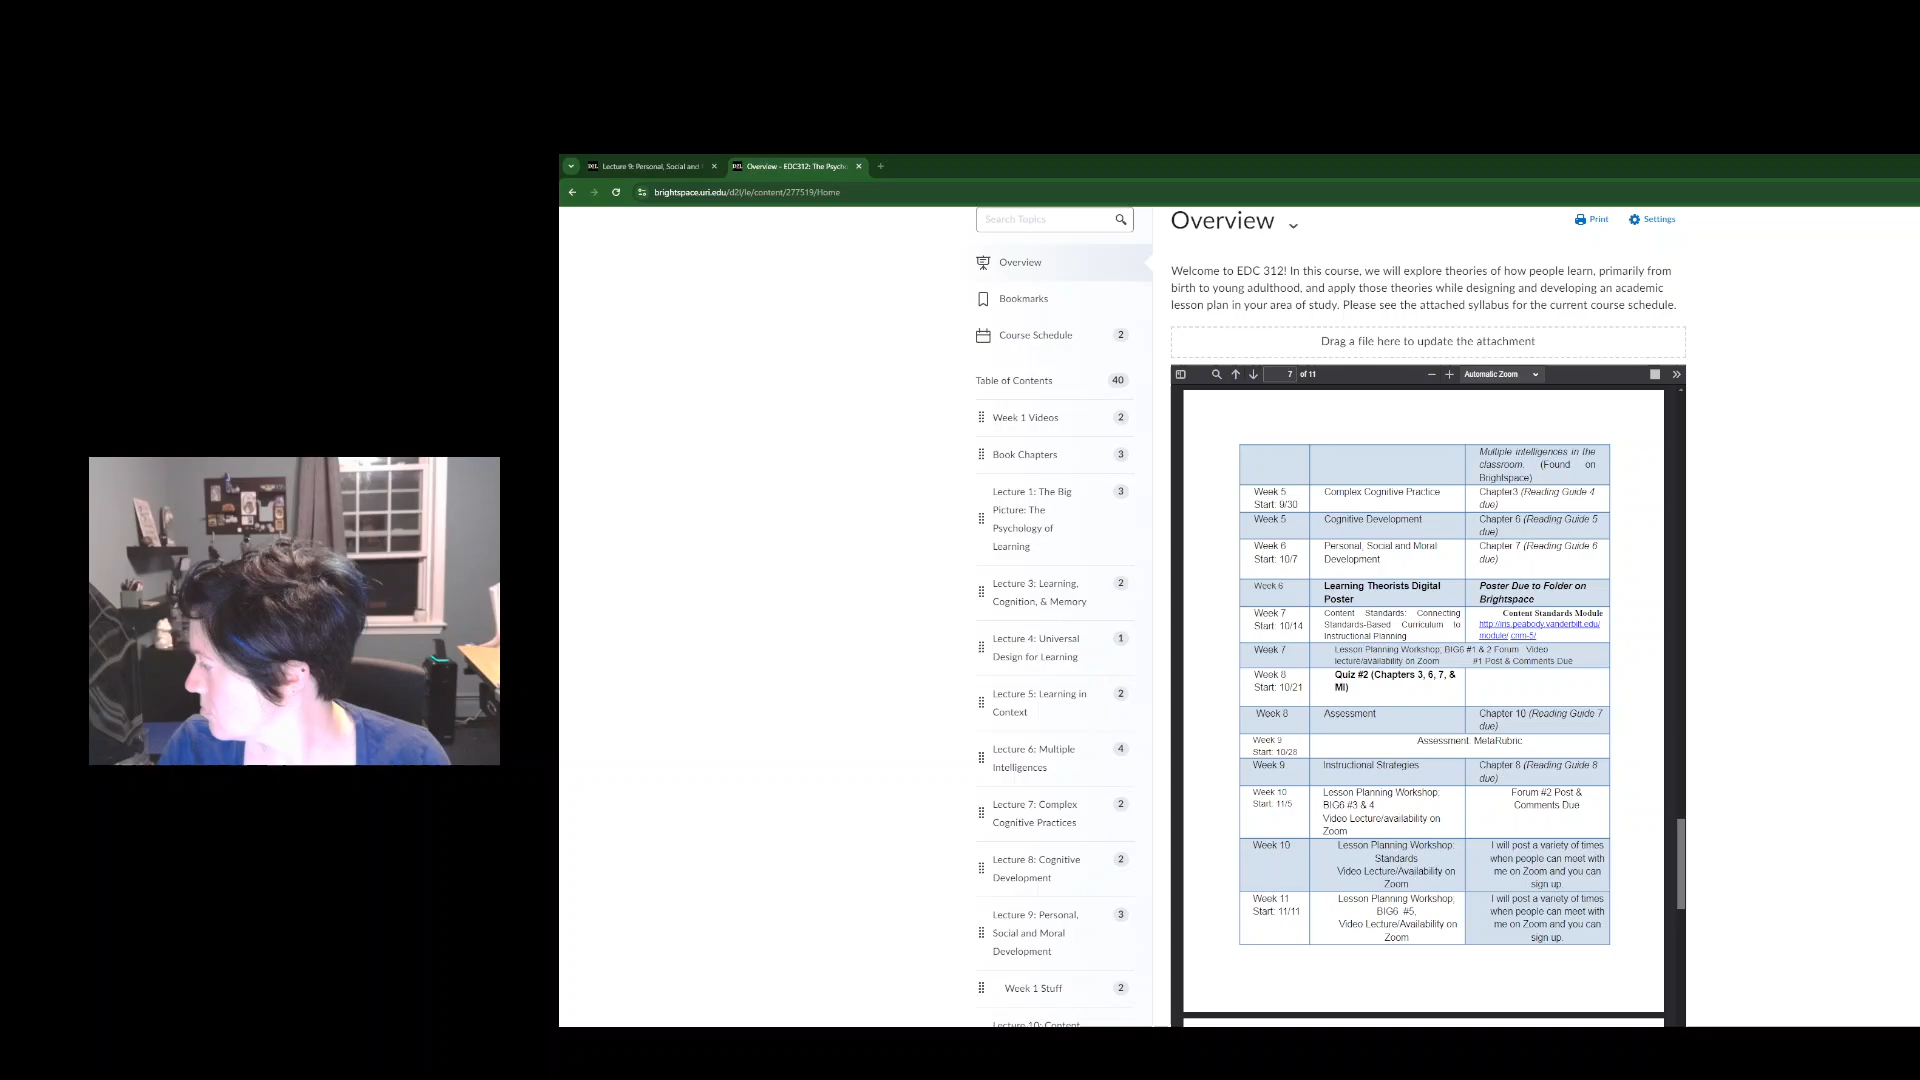 Lecture 9: Personal, Social and
Overview - EDC312: The Psych
brightspace.uri.edu/d2l/le/content/277519/Home
Search Topics
Overview
Bookmarks
Course Schedule 2
Table of Contents 40
Week 1 Videos 2
Book Chapters 3
Lecture 1: The Big 3
Picture: The
Psychology of
Learning
Lecture 3: Learning, 2
Cognition, & Memory
Lecture 4: Universal 1
Design for Learning
Lecture 5: Learning in 2
Context
Lecture 6: Multiple 4
Intelligences
Lecture 7: Complex 2
Cognitive Practices
Lecture 8: Cognitive 2
Development
Lecture 9: Personal, 3
Social and Moral
Development
Week 1 Stuff 2
Lecture 10: Content
Overview
Print
Settings
Welcome to EDC 312! In this course, we will explore theories of how people learn, primarily from
birth to young adulthood, and apply those theories while designing and developing an academic
lesson plan in your area of study. Please see the attached syllabus for the current course schedule.
Drag a file here to update the attachment
7 of 11
Automatic Zoom
Multiple intelligences in the
classroom. (Found on
Brightspace)
Week 5 Complex Cognitive Practice Chapter3 (Reading Guide 4
Start: 9/30 due)
Week 5 Cognitive Development Chapter 6 (Reading Guide 5
due)
Week 6 Personal, Social and Moral Chapter 7 (Reading Guide 6
Start: 10/7 Development due)
Week 6 Learning Theorists Digital Poster Due to Folder on
Poster Brightspace
Week 7 Content Standards: Connecting Content Standards Module
Start: 10/14 Standards-Based Curriculum to http://iris.peabody.vanderbilt.edu/
Instructional Planning module/ cnm-5/
Week 7 Lesson Planning Workshop; BIG6 #1 & 2 Forum Video
lecture/availability on Zoom #1 Post & Comments Due
Week 8 Quiz #2 (Chapters 3, 6, 7, &
Start: 10/21 MI)
Week 8 Assessment Chapter 10 (Reading Guide 7
due)
Week 9 Assessment: MetaRubric
Start: 10/28
Week 9 Instructional Strategies Chapter 8 (Reading Guide 8
due)
Week 10 Lesson Planning Workshop; Forum #2 Post &
Start: 11/5 BIG6 #3 & 4 Comments Due
Video Lecture/availability on
Zoom
Week 10 Lesson Planning Workshop: I will post a variety of times
Standards when people can meet with
Video Lecture/Availability on me on Zoom and you can
Zoom sign up.
Week 11 Lesson Planning Workshop, I will post a variety of times
Start: 11/11 BIG6 #5, when people can meet with
Video Lecture/Availability on me on Zoom and you can
Zoom sign up.